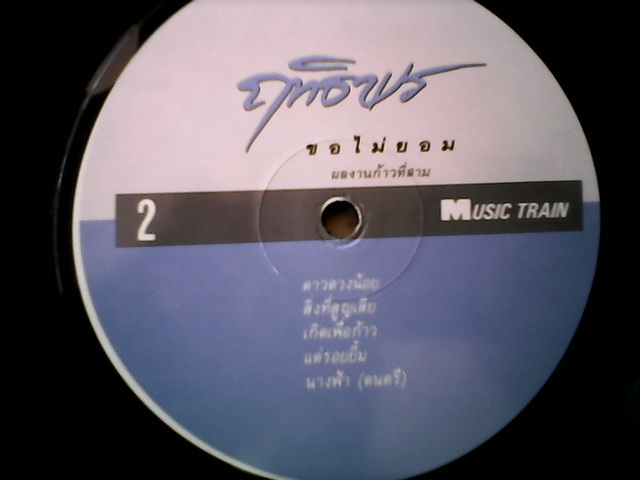 ฤทธิพร
ขอไม่ยอม
ผลงานก้าวที่สาม
2
MUSIC TRAIN
ดาวดวงน้อย
สิ่งที่สูญเสีย
เกิดเพื่อก้าว
แต่รอยยิ้ม
นางฟ้า (ดนตรี)